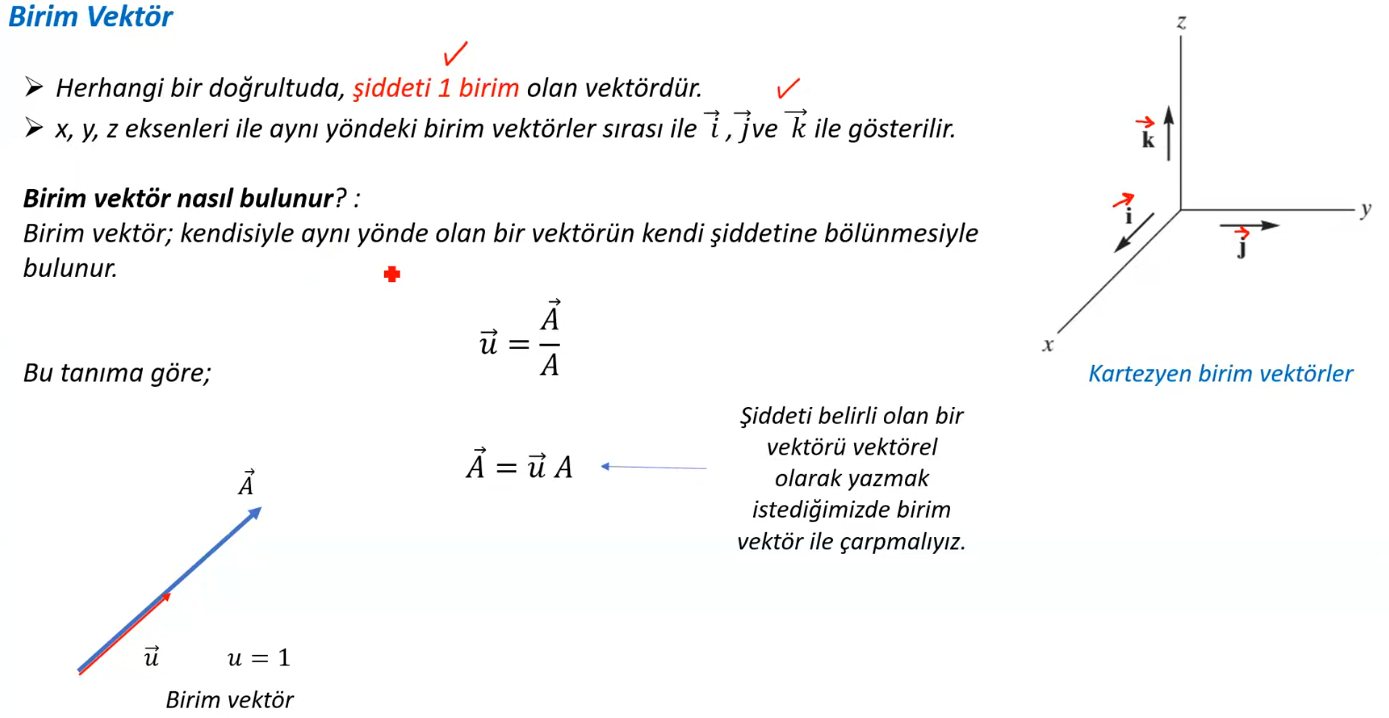 Birim Vektör
➢ Herhangi bir doğrultuda, şiddeti 1 birim olan vektördür.
➢ x, y, z eksenleri ile aynı yöndeki birim vektörler sırası ile i⃗ , j⃗ ve k⃗ ile gösterilir.
Birim vektör nasıl bulunur? :
Birim vektör; kendisiyle aynı yönde olan bir vektörün kendi şiddetine bölünmesiyle
bulunur.
u⃗ = A⃗ / A
Bu tanıma göre;
A⃗ = u⃗ A
Şiddeti belirli olan bir
vektörü vektörel
olarak yazmak
istediğimizde birim
vektör ile çarpmalıyız.
A⃗
u⃗ u = 1
Birim vektör
z
k⃗
i⃗
y
j⃗
x
Kartezyen birim vektörler